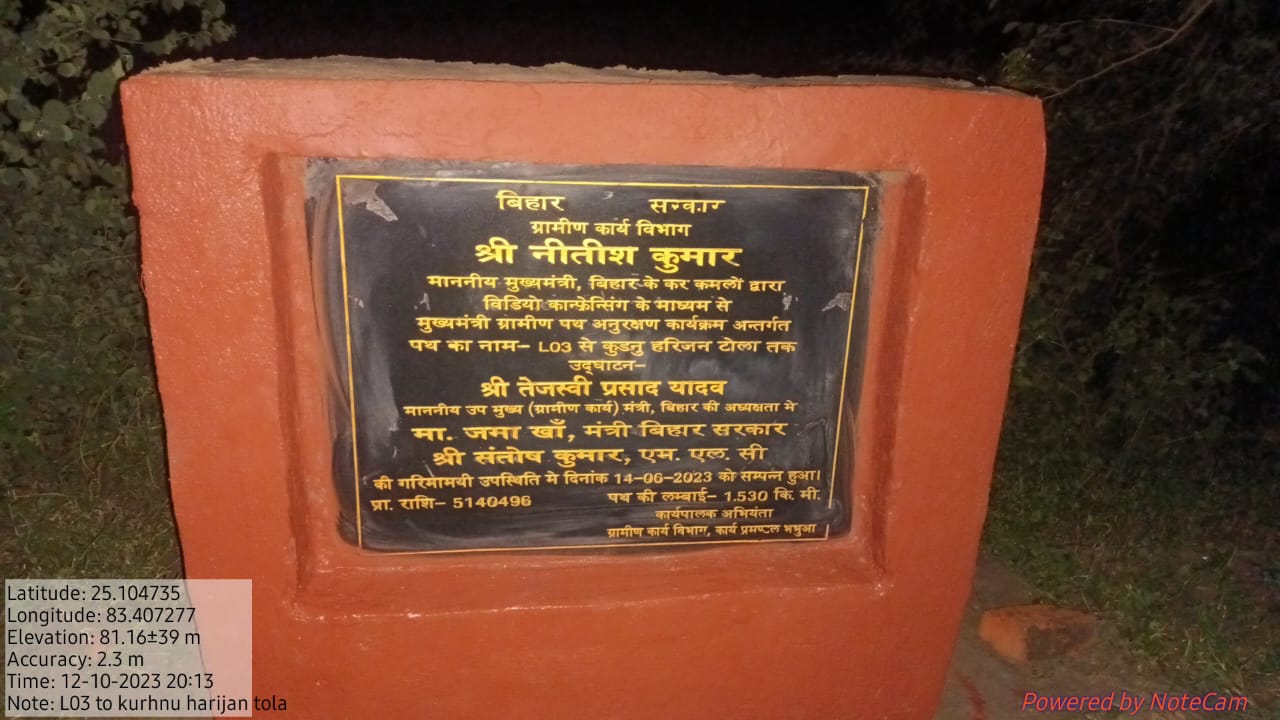 बिहार सरकार
ग्रामीण कार्य विभाग
श्री नीतीश कुमार
माननीय मुख्यमंत्री, बिहार के कर कमलों द्वारा
विडियो कान्फ्रेन्सिंग के माध्यम से
मुख्यमंत्री ग्रामीण पथ अनुरक्षण कार्यक्रम अन्तर्गत
पथ का नाम- L03 से कुडनु हरिजन टोला तक
उद्घाटन-
श्री तेजस्वी प्रसाद यादव
माननीय उप मुख्य (ग्रामीण कार्य) मंत्री, बिहार की अध्यक्षता मे
मा. जमा खाँ, मंत्री बिहार सरकार
श्री संतोष कुमार, एम. एल. सी
की गरिमामयी उपस्थिति मे दिनांक 14-06-2023 को सम्पन्न हुआ।
प्रा. राशि- 5140496 पथ की लम्बाई- 1.530 कि. मी.
कार्यपालक अभियंता
ग्रामीण कार्य विभाग, कार्य प्रमण्डल भभुआ
Latitude: 25.104735
Longitude: 83.407277
Elevation: 81.16±39 m
Accuracy: 2.3 m
Time: 12-10-2023 20:13
Note: L03 to kurhnu harijan tola
Powered by NoteCam